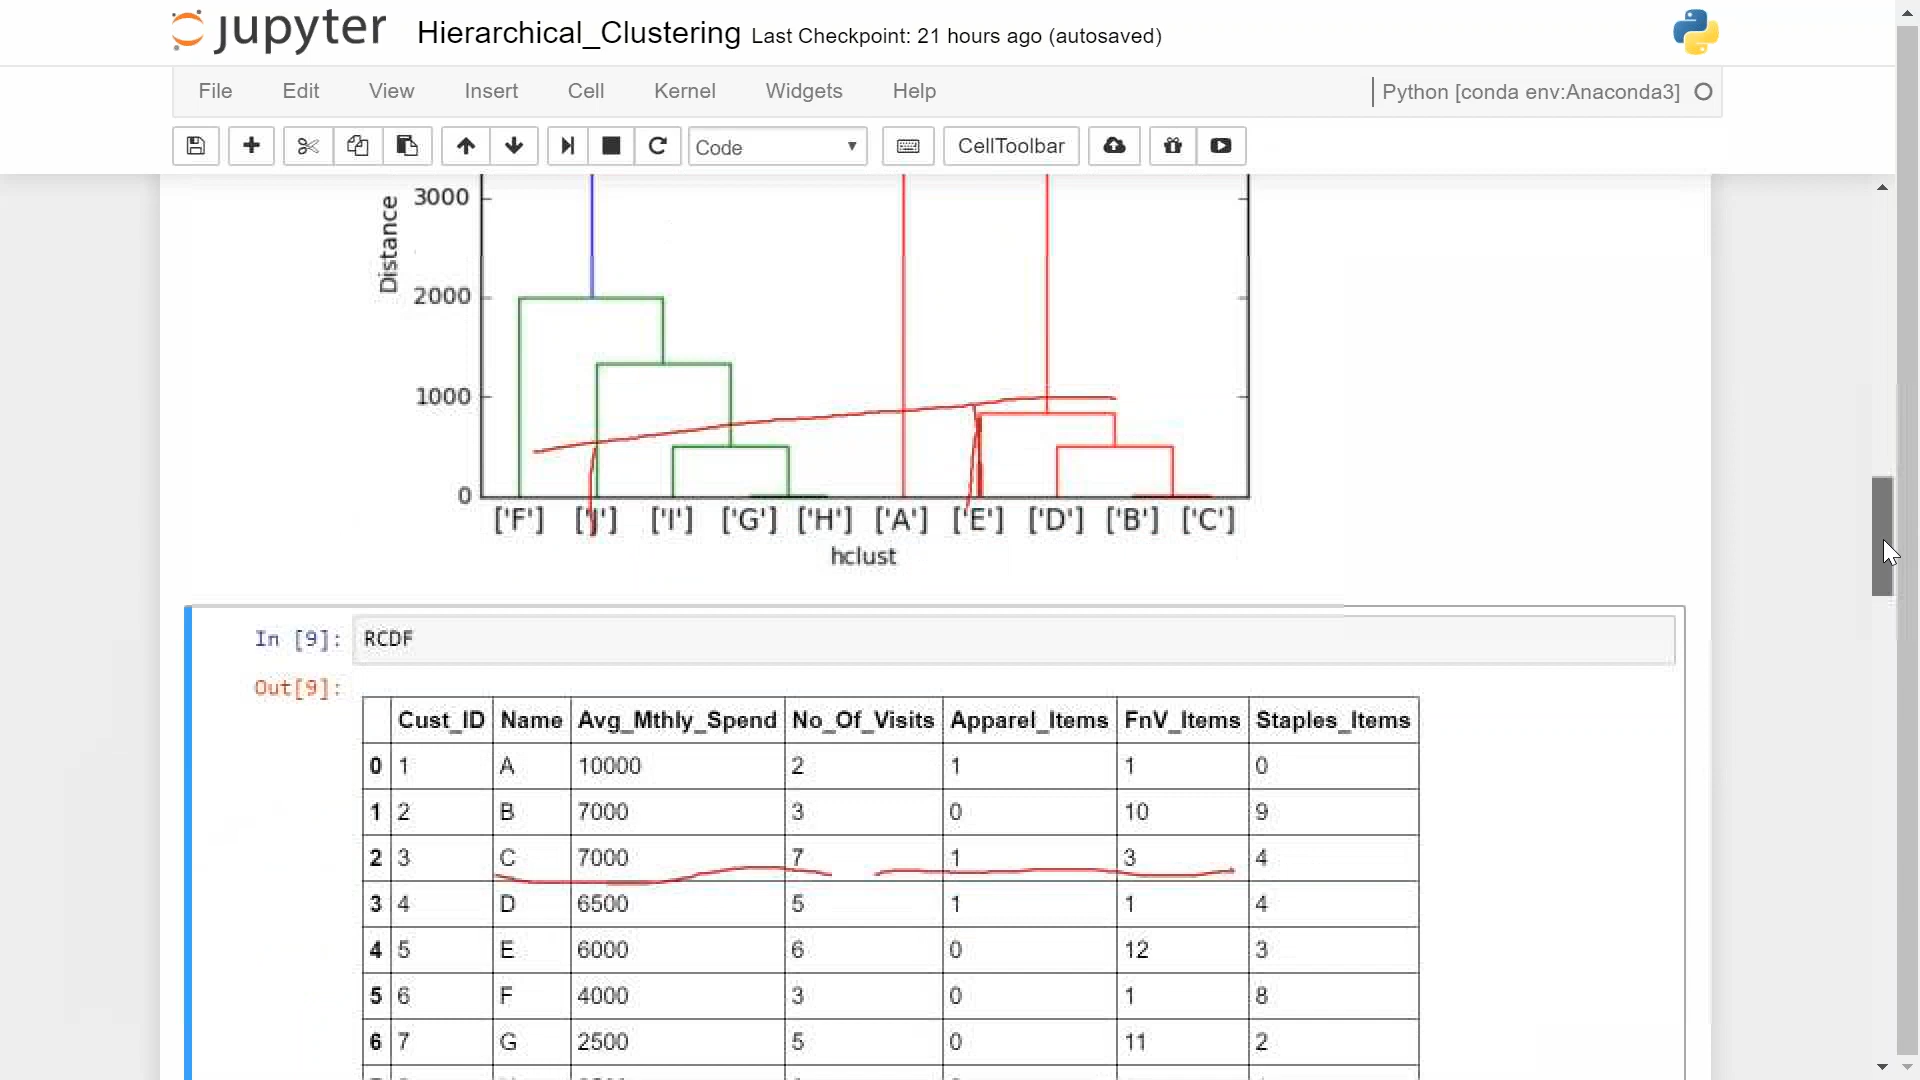 jupyter Hierarchical_Clustering Last Checkpoint: 21 hours ago (autosaved)
File Edit View Insert Cell Kernel Widgets Help Python [conda env:Anaconda3]
Code CellToolbar
3000
Distance
2000
1000
0
['F'] ['J'] ['I'] ['G'] ['H'] ['A'] ['E'] ['D'] ['B'] ['C']
hclust
In [9]: RCDF
Out[9]:
Cust_ID Name Avg_Mthly_Spend No_Of_Visits Apparel_Items FnV_Items Staples_Items
0 1 A 10000 2 1 1 0
1 2 B 7000 3 0 10 9
2 3 C 7000 7 1 3 4
3 4 D 6500 5 1 1 4
4 5 E 6000 6 0 12 3
5 6 F 4000 3 0 1 8
6 7 G 2500 5 0 11 2